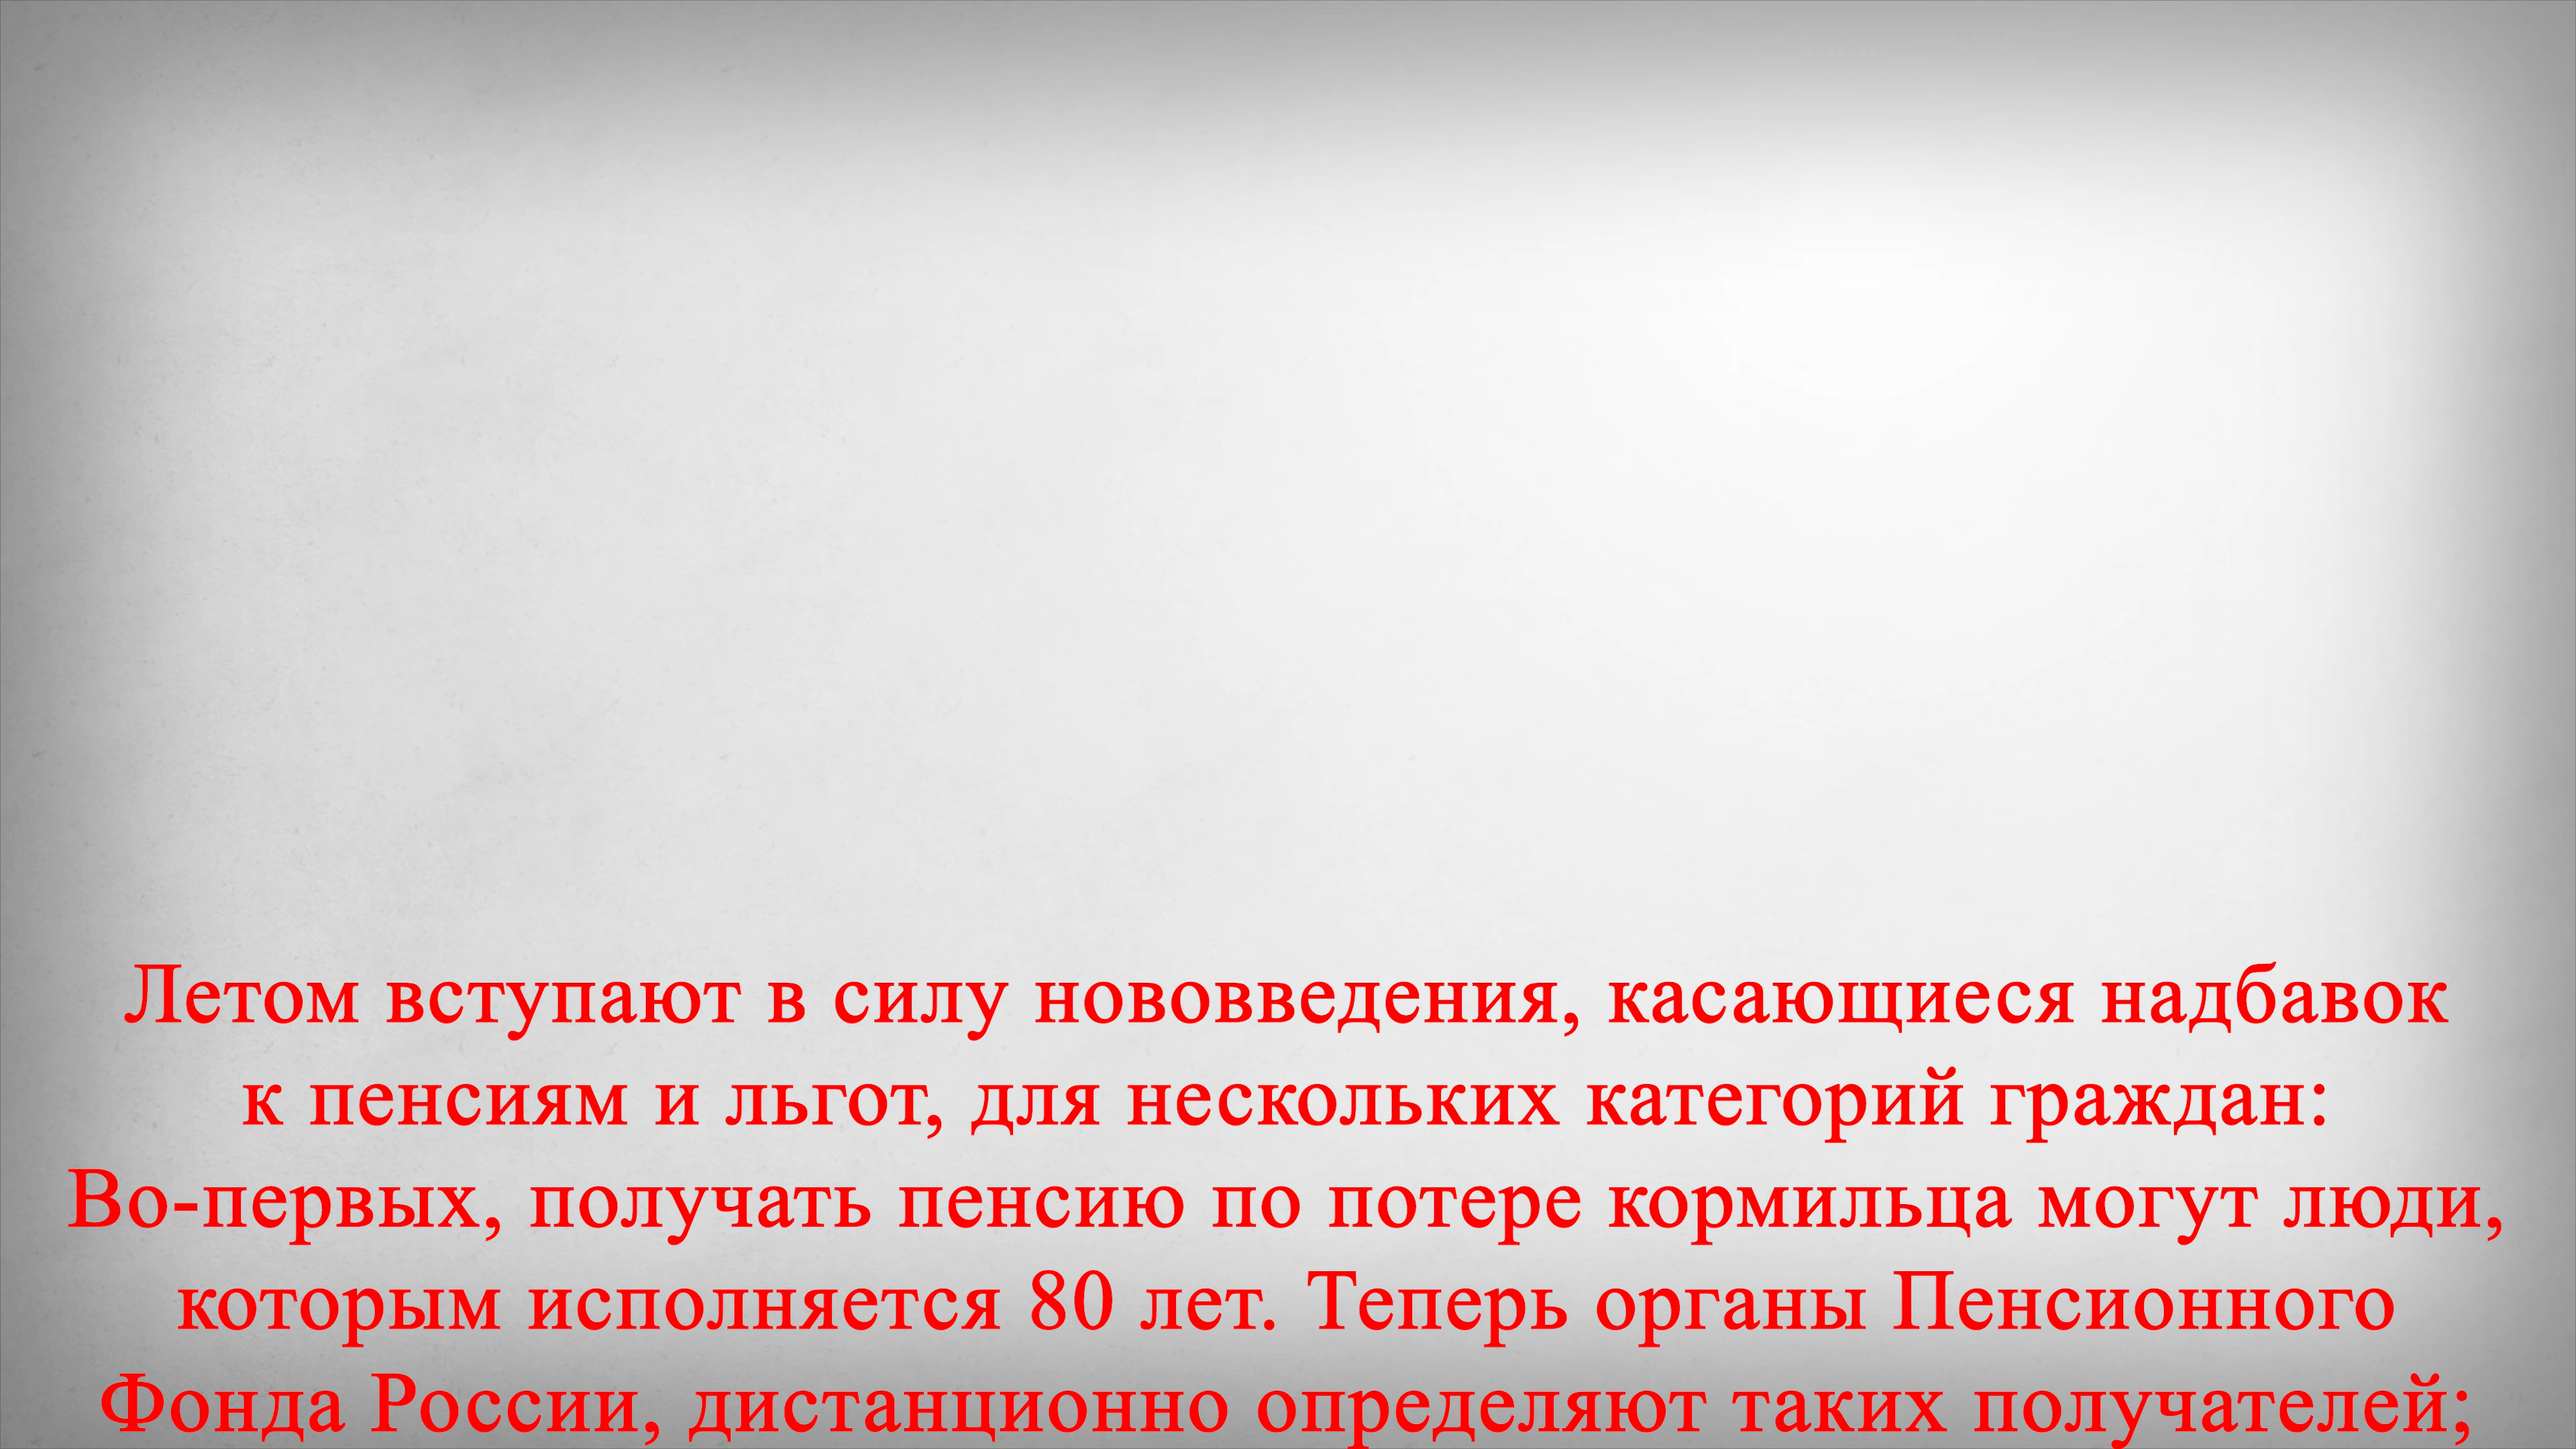 Летом вступают в силу нововведения, касающиеся надбавок
к пенсиям и льгот, для нескольких категорий граждан:
Во-первых, получать пенсию по потере кормильца могут люди,
которым исполняется 80 лет. Теперь органы Пенсионного
Фонда России, дистанционно определяют таких получателей;